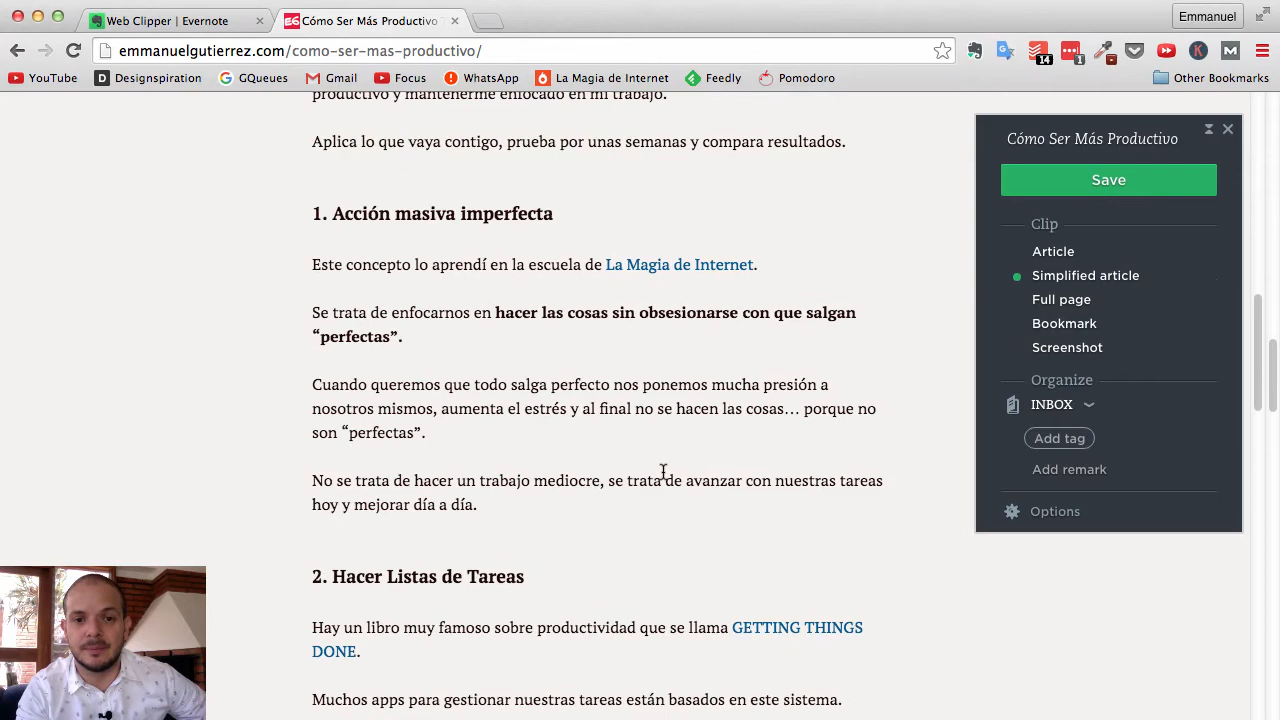 Web Clipper | Evernote
Cómo Ser Más Productivo
Emmanuel
emmanuelgutierrez.com/como-ser-mas-productivo/
14
1
YouTube
Designspiration
GQueues
Gmail
Focus
WhatsApp
La Magia de Internet
Feedly
Pomodoro
Other Bookmarks
productivo y mantenerme enfocado en mi trabajo.
Aplica lo que vaya contigo, prueba por unas semanas y compara resultados.
1. Acción masiva imperfecta
Este concepto lo aprendí en la escuela de La Magia de Internet.
Se trata de enfocarnos en hacer las cosas sin obsesionarse con que salgan
“perfectas”.
Cuando queremos que todo salga perfecto nos ponemos mucha presión a
nosotros mismos, aumenta el estrés y al final no se hacen las cosas… porque no
son “perfectas”.
No se trata de hacer un trabajo mediocre, se trata de avanzar con nuestras tareas
hoy y mejorar día a día.
2. Hacer Listas de Tareas
Hay un libro muy famoso sobre productividad que se llama GETTING THINGS
DONE.
Muchos apps para gestionar nuestras tareas están basados en este sistema.
Cómo Ser Más Productivo
Save
Clip
Article
Simplified article
Full page
Bookmark
Screenshot
Organize
INBOX
Add tag
Add remark
Options